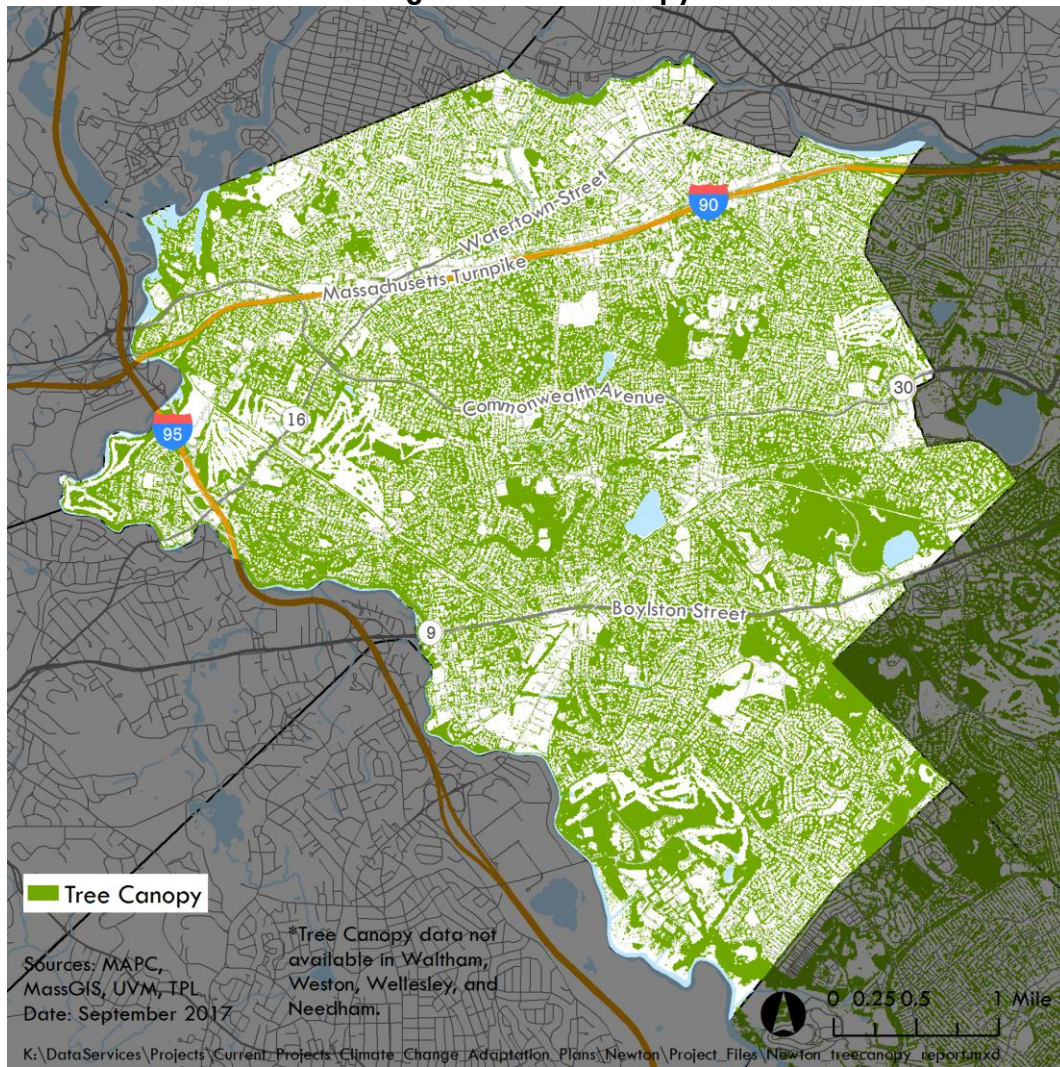 90
Watertown Street
Massachusetts Turnpike
30
Commonwealth Avenue
16
95
Boylston Street
9
Tree Canopy
*Tree Canopy data not
available in Waltham,
Weston, Wellesley, and
Needham.
Sources: MAPC,
MassGIS, UVM, TPL
Date: September 2017
0 0.25 0.5 1 Mile
K:\DataServices\Projects\Current_Projects_Climate_Change_Adaptation_Plans\Newton\Project_Files\Newton_treecanopy_report.mxd